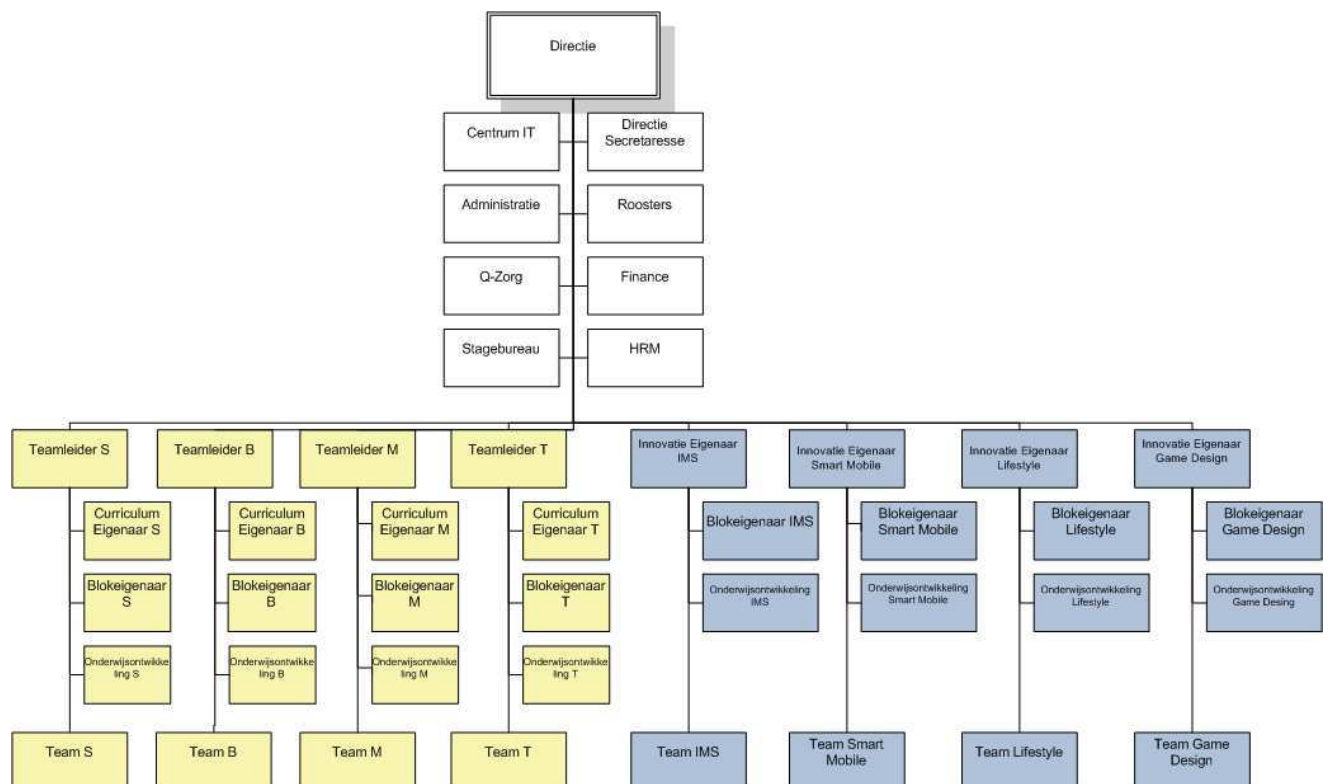 Directie
Centrum IT
Directie
Secretaresse
Administratie
Roosters
Q-Zorg
Finance
Stagebureau
HRM
Teamleider S
Teamleider B
Teamleider M
Teamleider T
Innovatie Eigenaar
IMS
Innovatie Eigenaar
Smart Mobile
Innovatie Eigenaar
Lifestyle
Innovatie Eigenaar
Game Design
Curriculum
Eigenaar S
Curriculum
Eigenaar B
Curriculum
Eigenaar M
Curriculum
Eigenaar T
Blokeigenaar IMS
Blokeigenaar
Smart Mobile
Blokeigenaar
Lifestyle
Blokeigenaar
Game Design
Blokeigenaar
S
Blokeigenaar
B
Blokeigenaar
M
Blokeigenaar
T
Onderwijsontwikkeling
IMS
Onderwijsontwikkeling
Smart Mobile
Onderwijsontwikkeling
Lifestyle
Onderwijsontwikkeling
Game Desing
Onderwijsontwikke
ling S
Onderwijsontwikke
ling B
Onderwijsontwikke
ling M
Onderwijsontwikke
ling T
Team S
Team B
Team M
Team T
Team IMS
Team Smart
Mobile
Team Lifestyle
Team Game
Design